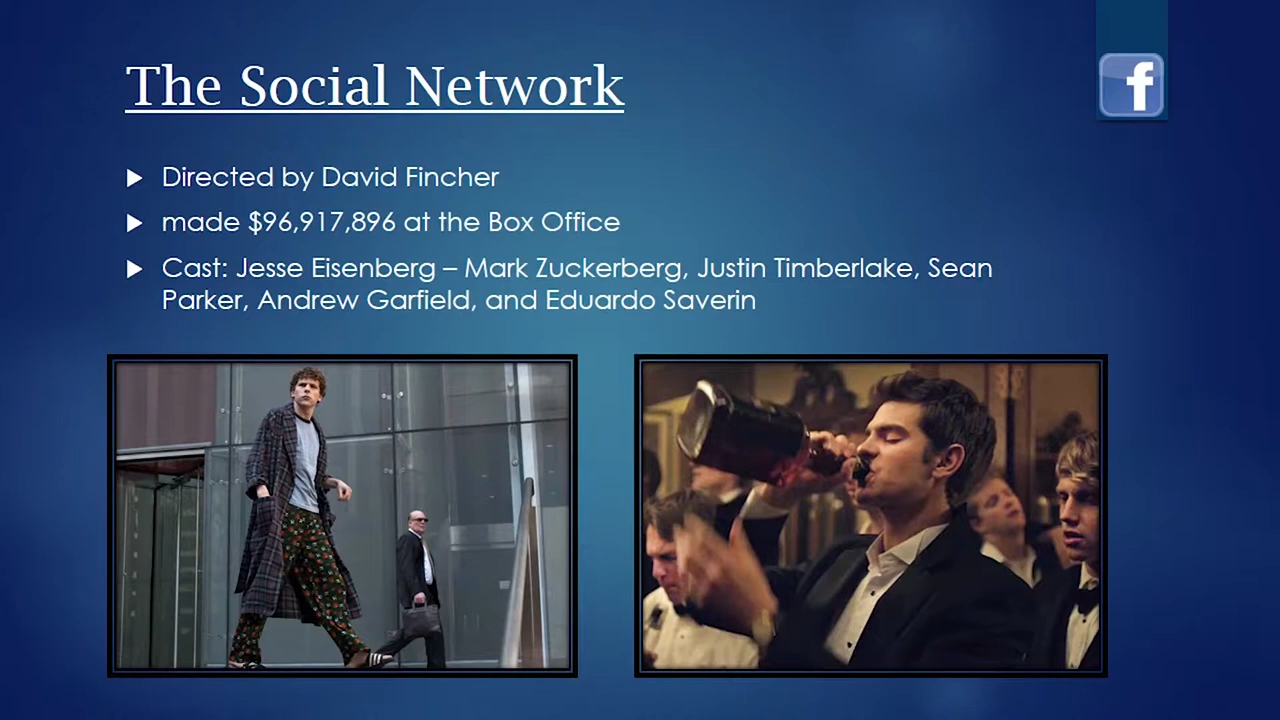 The Social Network
f
Directed by David Fincher
made $96,917,896 at the Box Office
Cast: Jesse Eisenberg – Mark Zuckerberg, Justin Timberlake, Sean
Parker, Andrew Garfield, and Eduardo Saverin